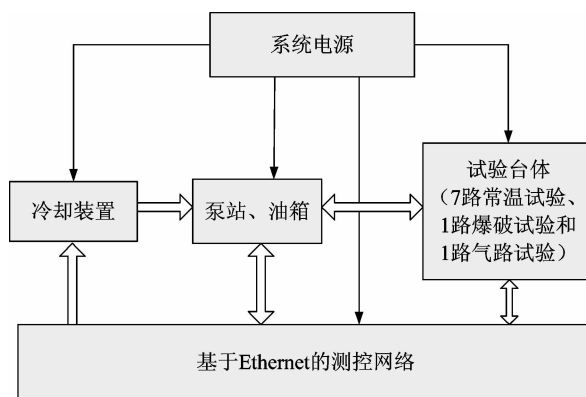 系统电源
冷却装置
泵站、油箱
试验台体
（7路常温试验、
1路爆破试验和
1路气路试验）
基于Ethernet的测控网络